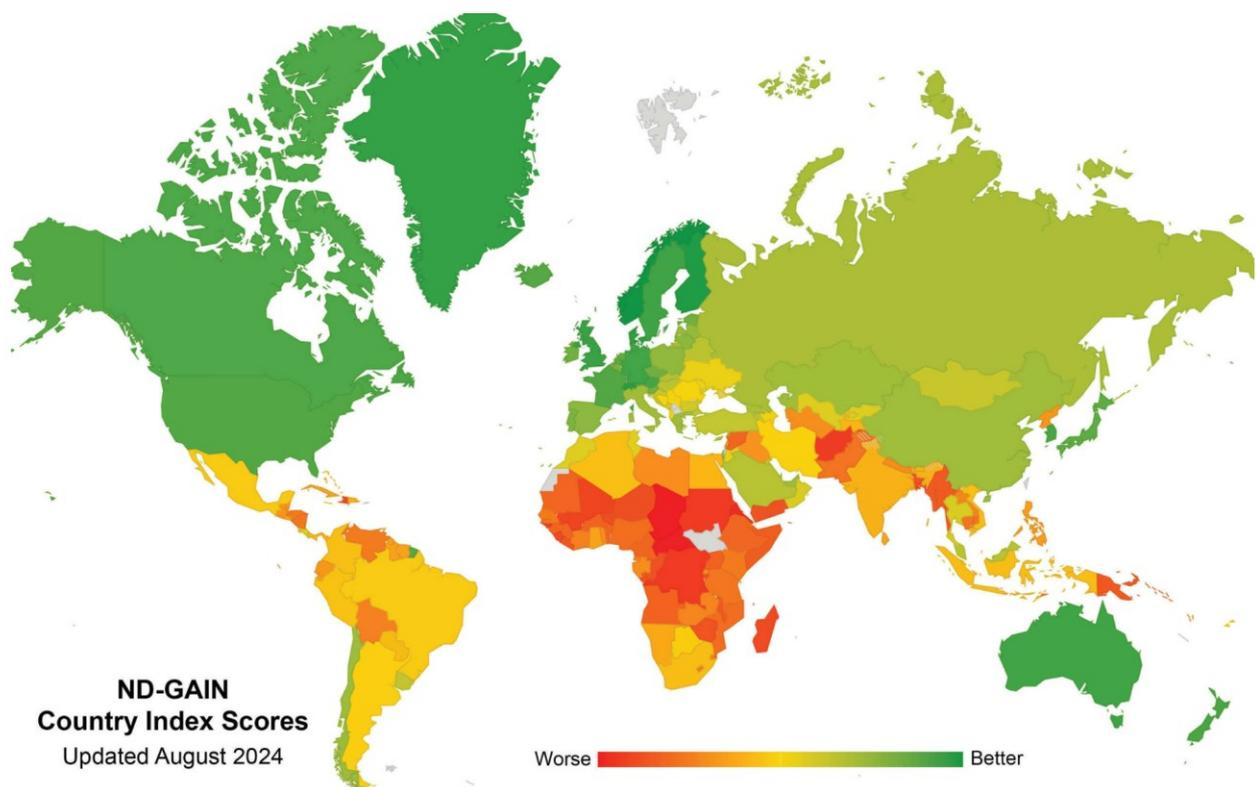 ND-GAIN
Country Index Scores
Updated August 2024
Worse
Better